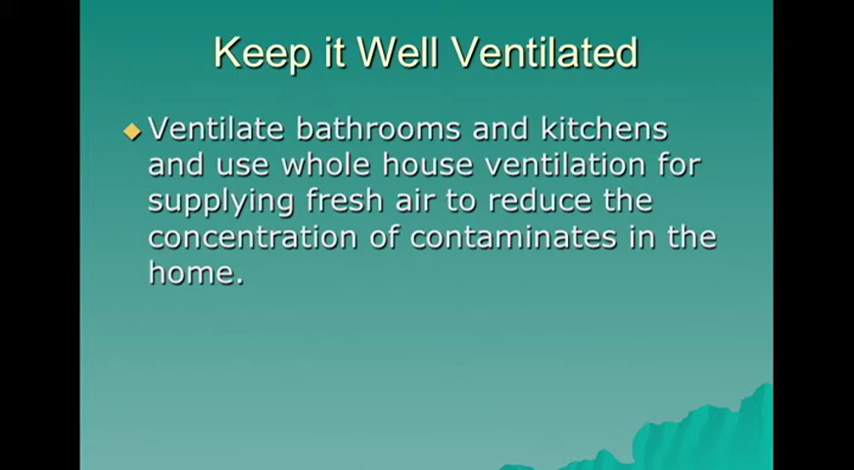 Keep it Well Ventilated
Ventilate bathrooms and kitchens
and use whole house ventilation for
supplying fresh air to reduce the
concentration of contaminates in the
home.